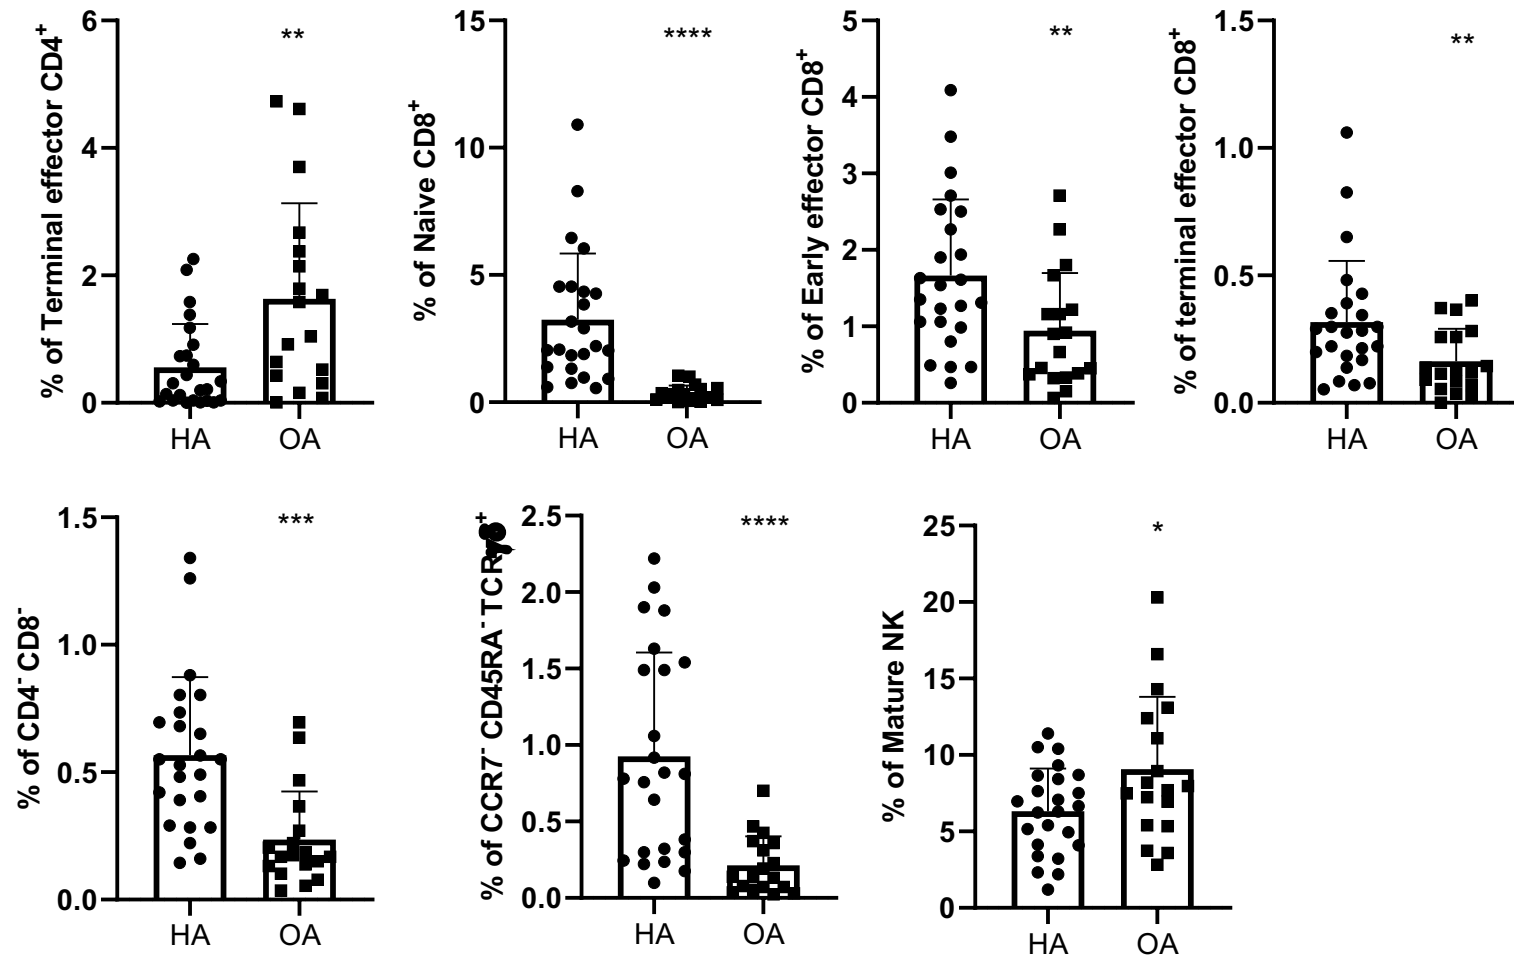 % of Terminal effector CD4⁺
6
4
2
0
**
HA
OA
% of Naive CD8⁺
15
10
5
0
****
HA
OA
% of Early effector CD8⁺
5
4
3
2
1
0
**
HA
OA
% of terminal effector CD8⁺
1.5
1.0
0.5
0.0
**
HA
OA
% of CD4⁻ CD8⁻
1.5
1.0
0.5
0.0
***
HA
OA
% of CCR7⁻ CD45RA⁻ TCRγδ⁺
2.5
2.0
1.5
1.0
0.5
0.0
****
HA
OA
% of Mature NK
25
20
15
10
5
0
*
HA
OA